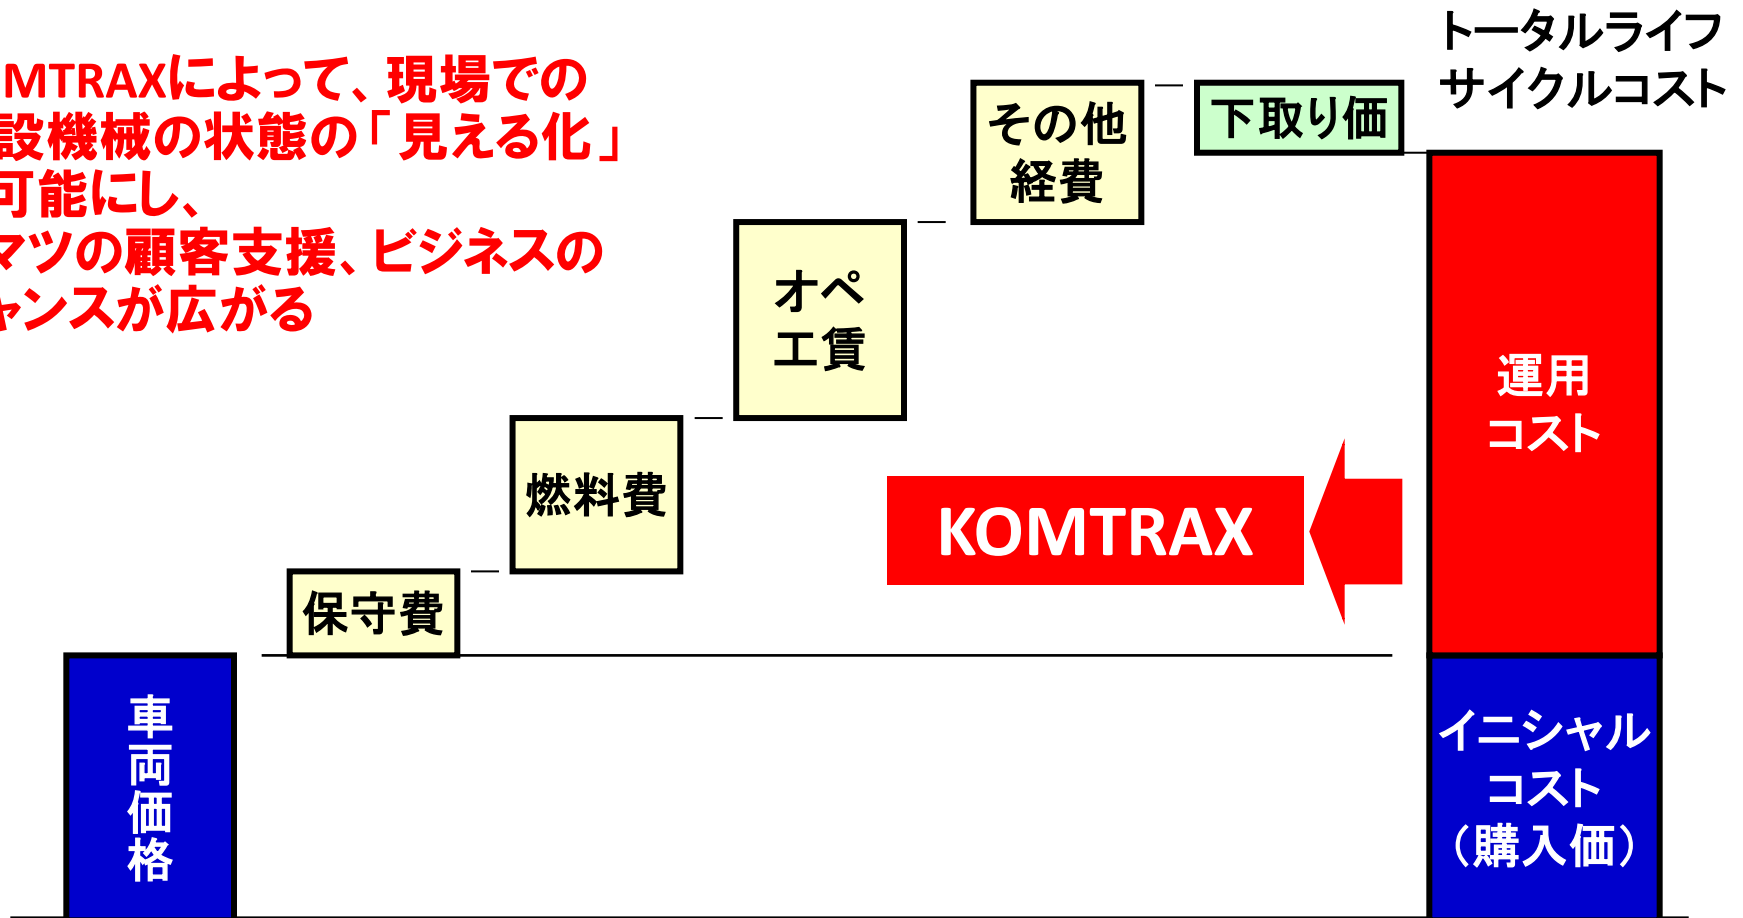 MTRAXによって、現場での
設機械の状態の「見える化」
可能にし、
マツの顧客支援、ビジネスの
ャンスが広がる
トータルライフ
サイクルコスト
その他
経費
下取り価
オペ
工賃
燃料費
保守費
車両価格
KOMTRAX
運用
コスト
イニシャル
コスト
（購入価）